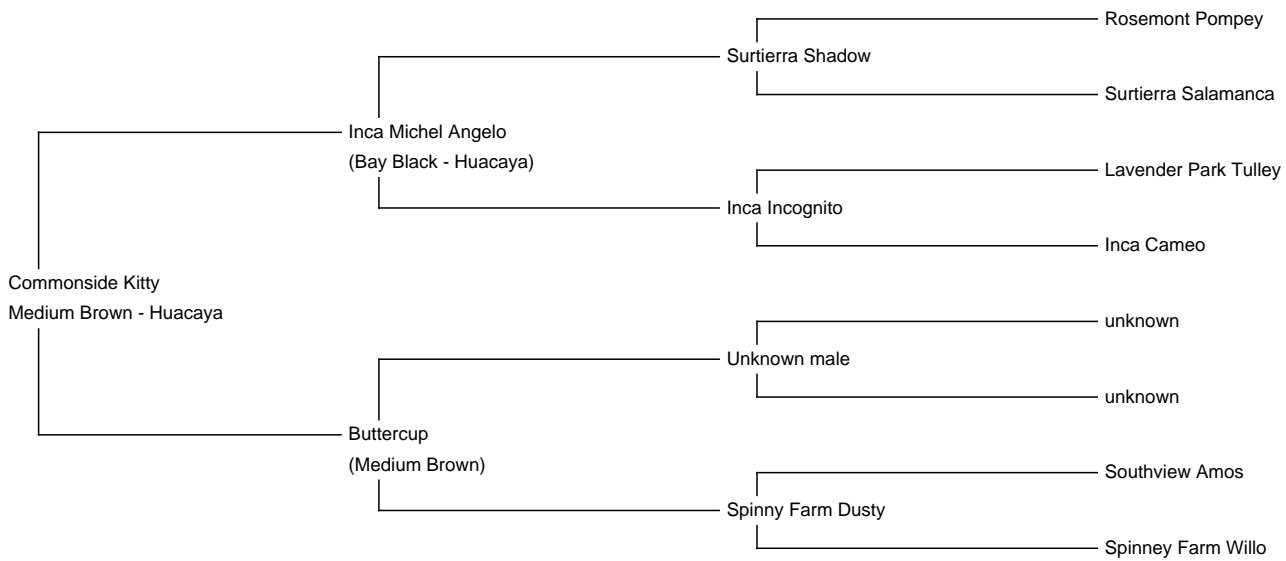 Rosemont Pompey
Surtierra Shadow
Surtierra Salamanca
Inca Michel Angelo
(Bay Black - Huacaya)
Lavender Park Tulley
Inca Incognito
Inca Cameo
Commonside Kitty
Medium Brown - Huacaya
unknown
Unknown male
unknown
Buttercup
(Medium Brown)
Southview Amos
Spinny Farm Dusty
Spinney Farm Willo